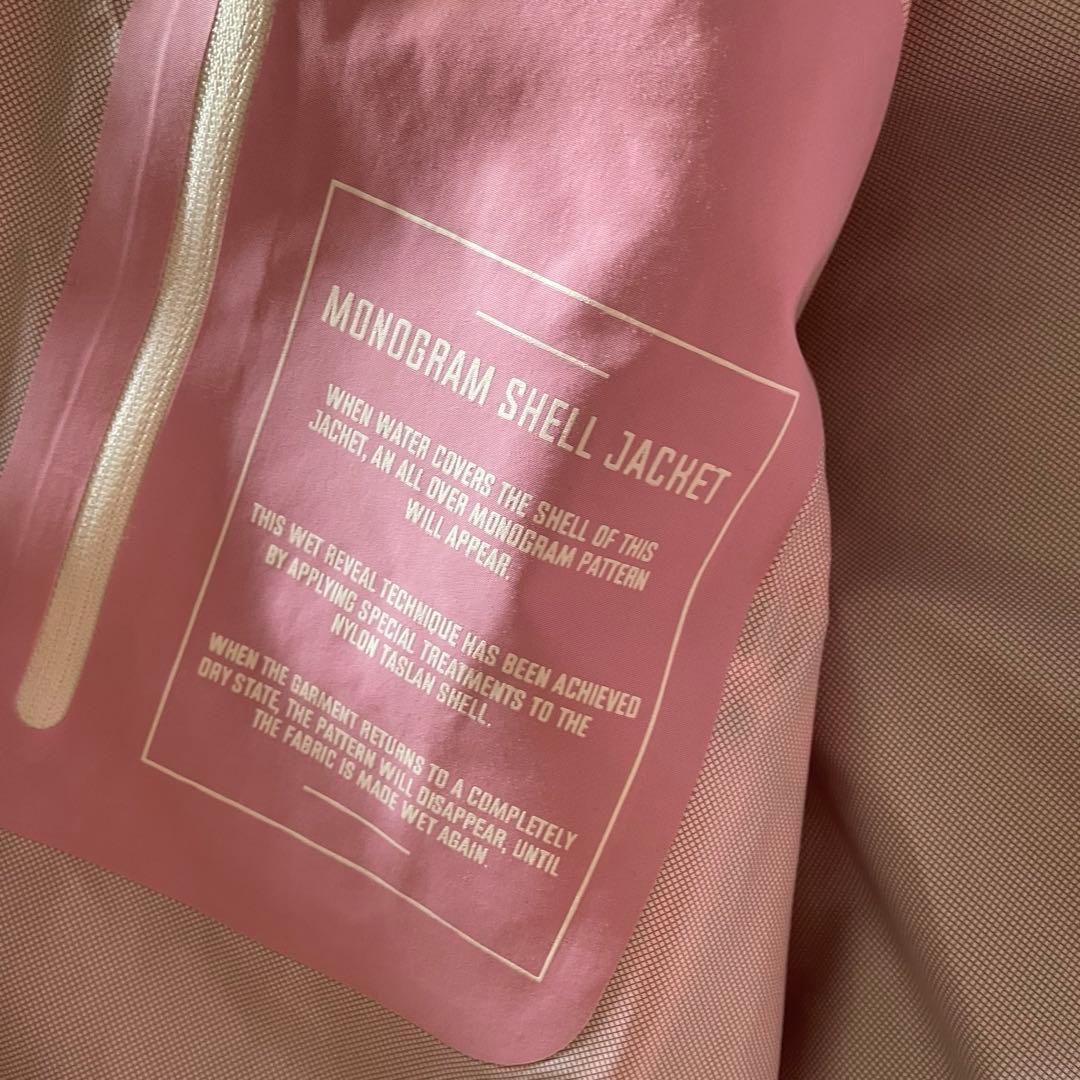 MONOGRAM SHELL JACKET
WHEN WATER COVERS THE SHELL OF THIS
JACKET, AN ALL OVER MONOGRAM PATTERN
WILL APPEAR.
THIS WET REVEAL TECHNIQUE HAS BEEN ACHIEVED
BY APPLYING SPECIAL TREATMENTS TO THE
NYLON TASLAN SHELL.
WHEN THE GARMENT RETURNS TO A COMPLETELY
DRY STATE, THE PATTERN WILL DISAPPEAR, UNTIL
THE FABRIC IS MADE WET AGAIN.